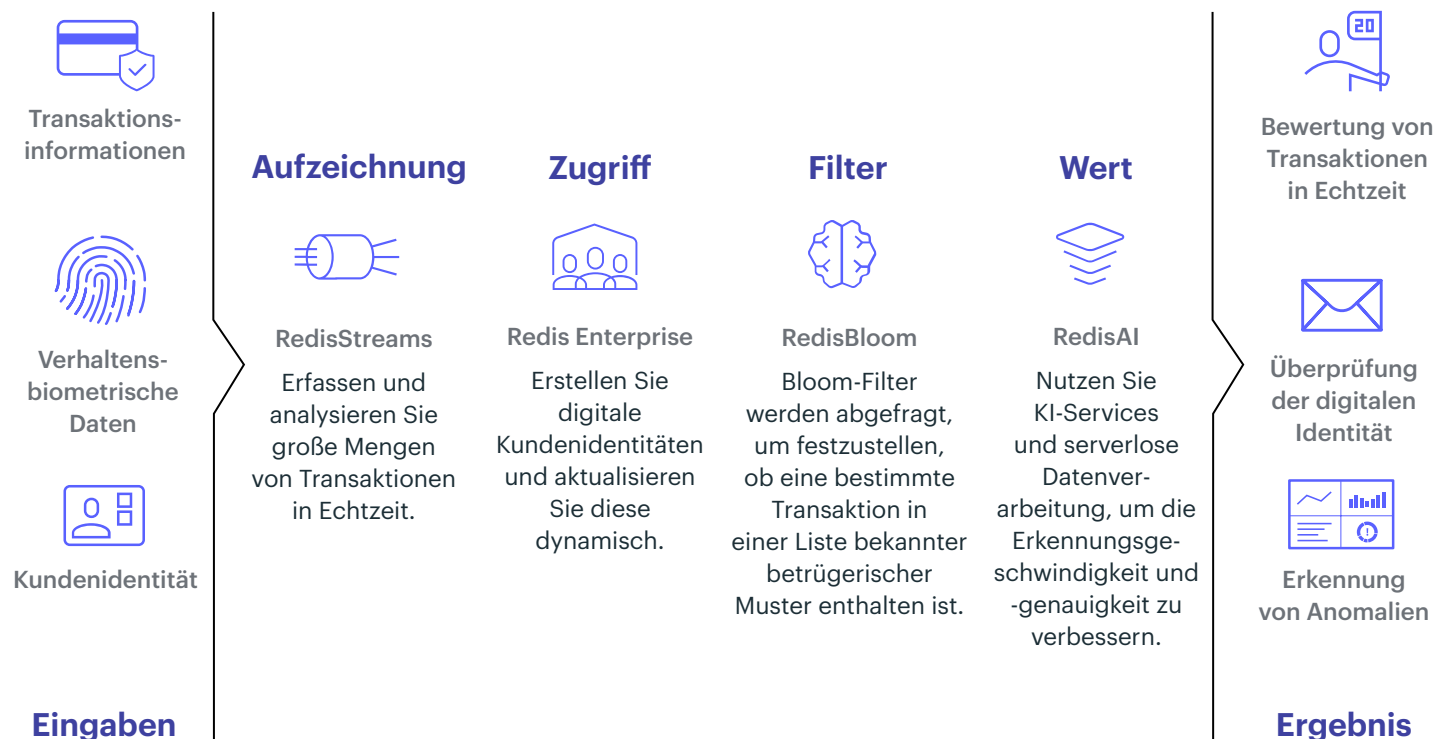 Transaktions-
informationen
Verhaltens-
biometrische
Daten
Kundenidentität
Eingaben
Aufzeichnung
RedisStreams
Erfassen und
analysieren Sie
große Mengen
von Transaktionen
in Echtzeit.
Zugriff
Redis Enterprise
Erstellen Sie
digitale
Kundenidentitäten
und aktualisieren
Sie diese
dynamisch.
Filter
RedisBloom
Bloom-Filter
werden abgefragt,
um festzustellen,
ob eine bestimmte
Transaktion in
einer Liste bekannter
betrügerischer
Muster enthalten ist.
Wert
RedisAI
Nutzen Sie
KI-Services
und serverlose
Datenver-
arbeitung, um die
Erkennungsge-
schwindigkeit und
-genauigkeit zu
verbessern.
20
Bewertung von
Transaktionen
in Echtzeit
Überprüfung
der digitalen
Identität
Erkennung
von Anomalien
Ergebnis